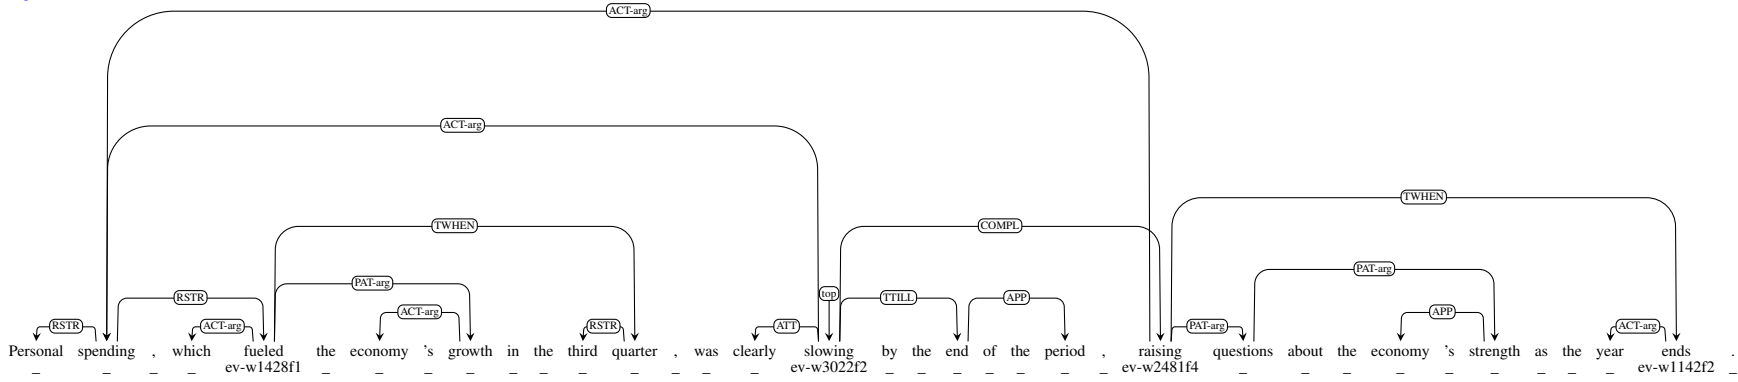 ACT-arg
ACT-arg
TWHEN
TWHEN COMPL
PAT-arg
PAT-arg
RSTR top TTILL APP
ACT-arg APP
RSTR ACT-arg RSTR ATT PAT-arg ACT-arg
Personal spending , which fueled the economy 's growth in the third quarter , was clearly slowing by the end of the period , raising questions about the economy 's strength as the year ends .
_ _ _ _ ev-w1428f1 _ _ _ _ _ _ _ _ _ _ _ ev-w3022f2 _ _ _ _ _ _ _ ev-w2481f4 _ _ _ _ _ _ _ _ _ ev-w1142f2 _